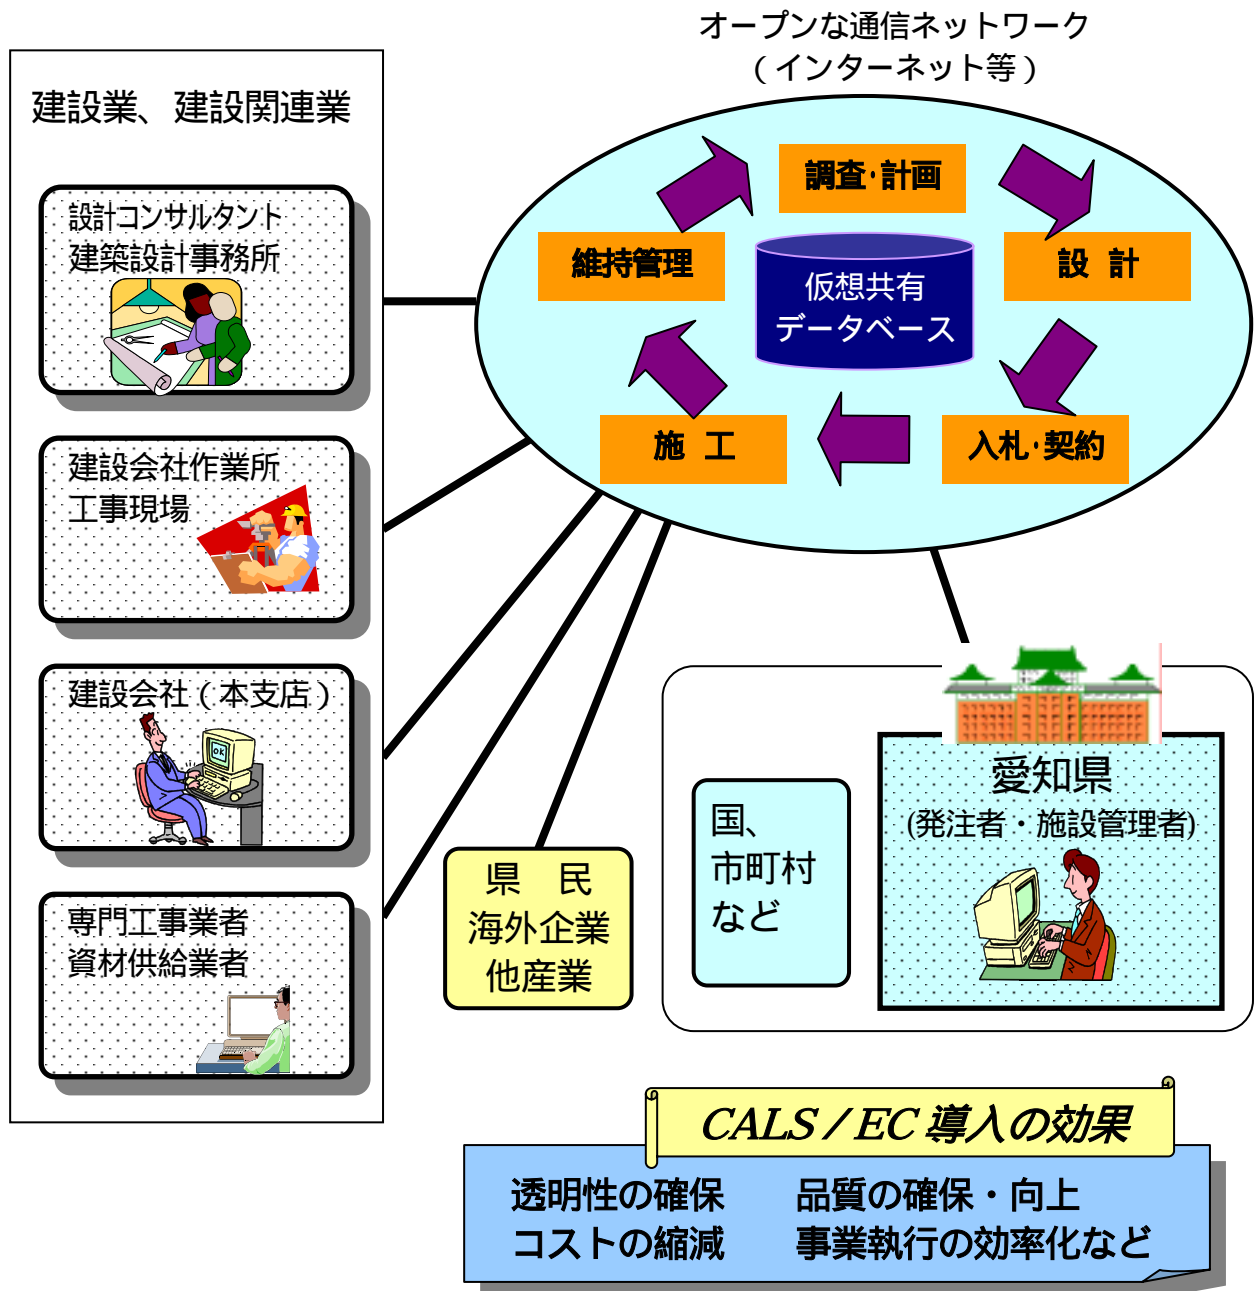 オープンな通信ネットワーク
（インターネット等）
建設業、建設関連業
設計コンサルタント
建築設計事務所
建設会社作業所
工事現場
建設会社（本支店）
OK
専門工事業者
資材供給業者
調査・計画
設 計
入札・契約
施 工
維持管理
仮想共有
データベース
県　民
海外企業
他産業
国、
市町村
など
愛知県
(発注者・施設管理者)
CALS／EC 導入の効果
透明性の確保　　品質の確保・向上
コストの縮減　　事業執行の効率化など